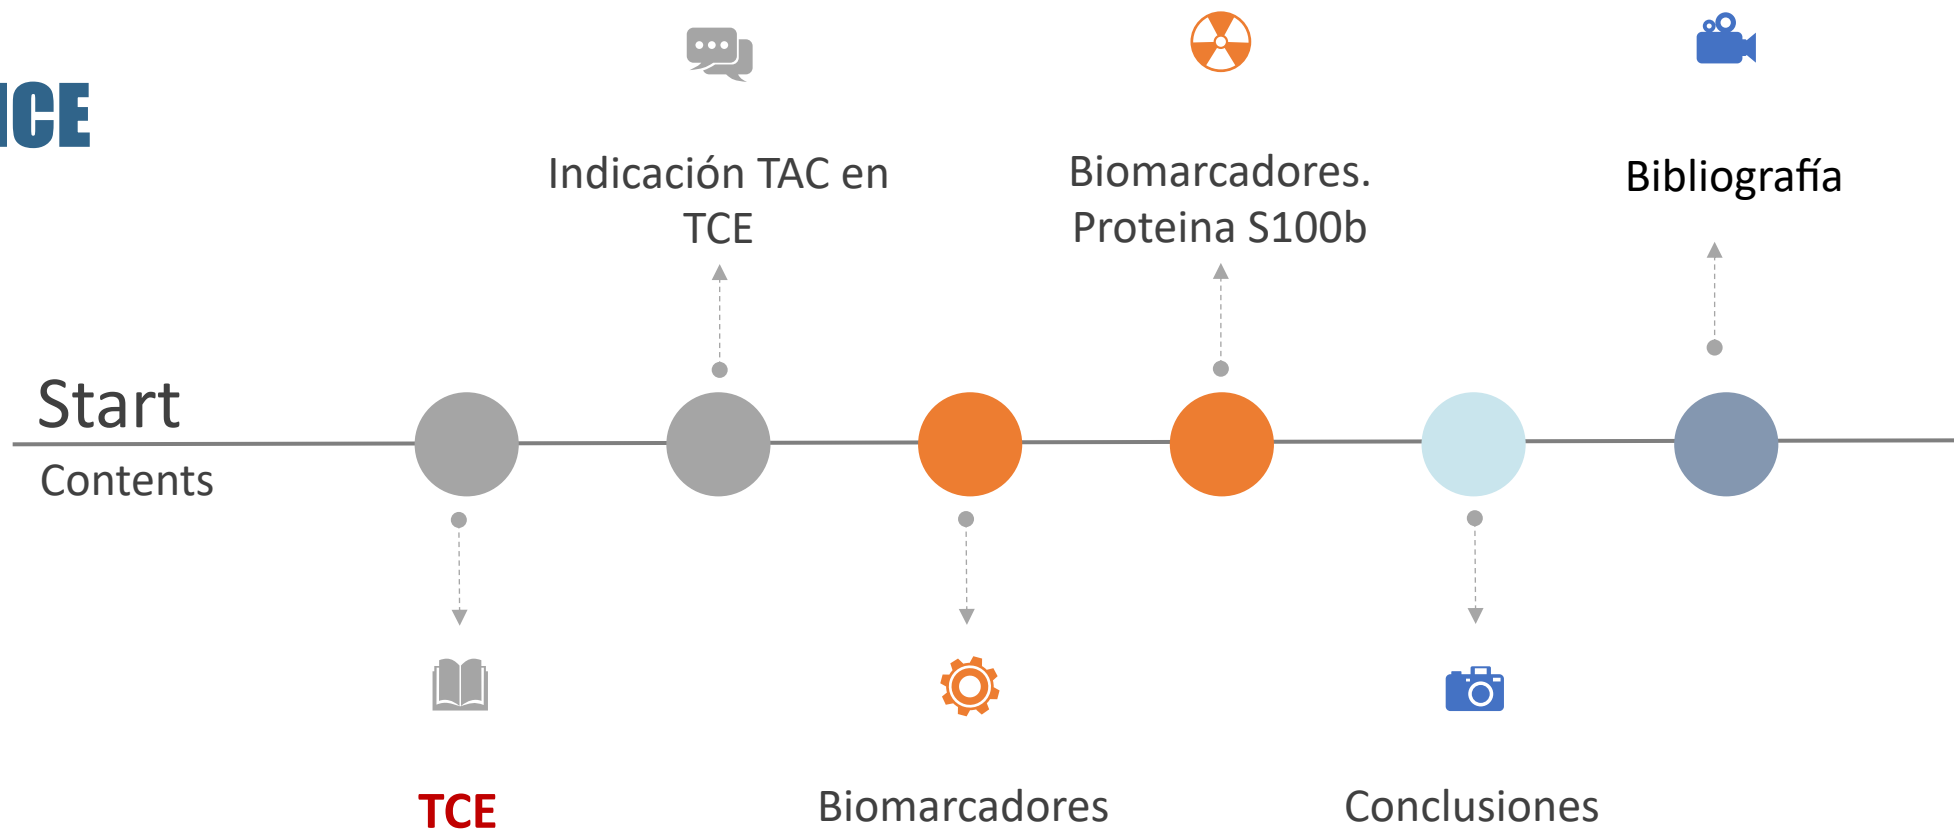 ICE
Indicación TAC en
TCE
Biomarcadores.
Proteina S100b
Bibliografía
Start
Contents
TCE
Biomarcadores
Conclusiones